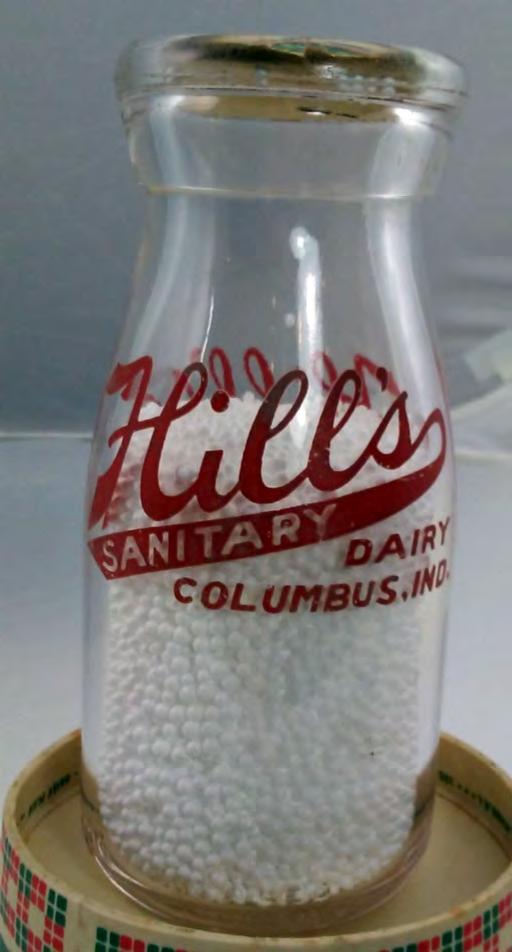 Hill's
SANITARY
DAIRY
COLUMBUS, IND.